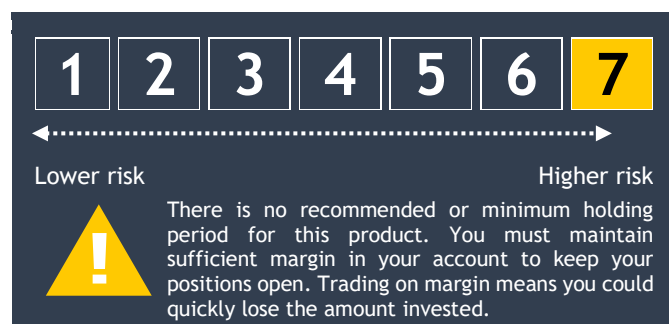 1 2 3 4 5 6 7
Lower risk Higher risk
!
There is no recommended or minimum holding
period for this product. You must maintain
sufficient margin in your account to keep your
positions open. Trading on margin means you could
quickly lose the amount invested.